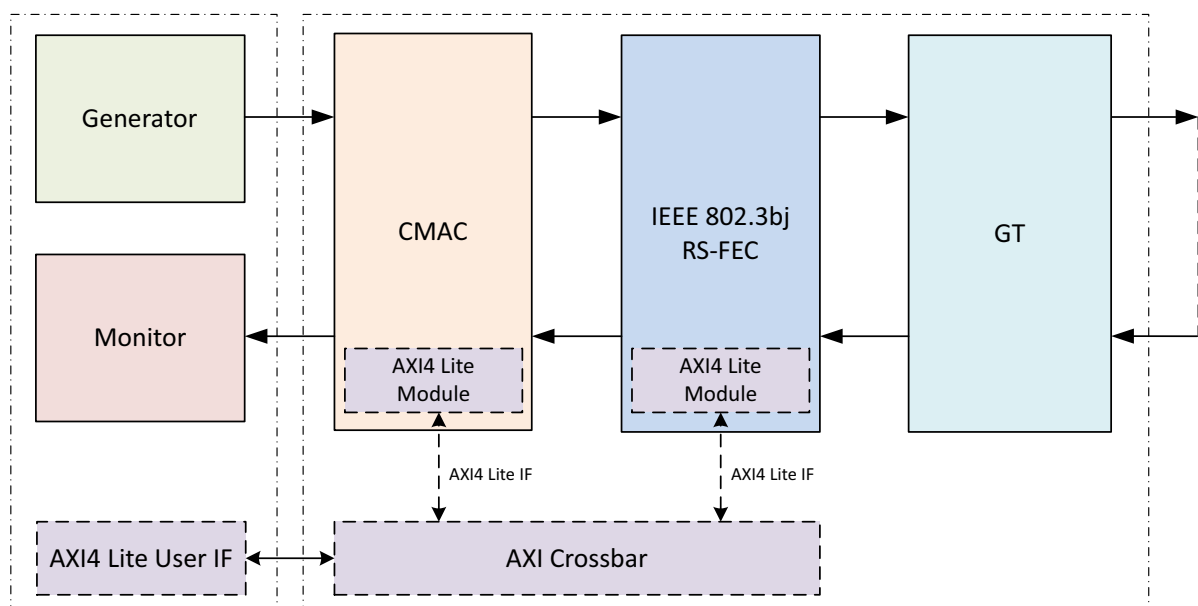 Generator
CMAC
IEEE 802.3bj
RS-FEC
GT
Monitor
AXI4 Lite
Module
AXI4 Lite
Module
AXI4 Lite IF
AXI4 Lite IF
AXI4 Lite User IF
AXI Crossbar